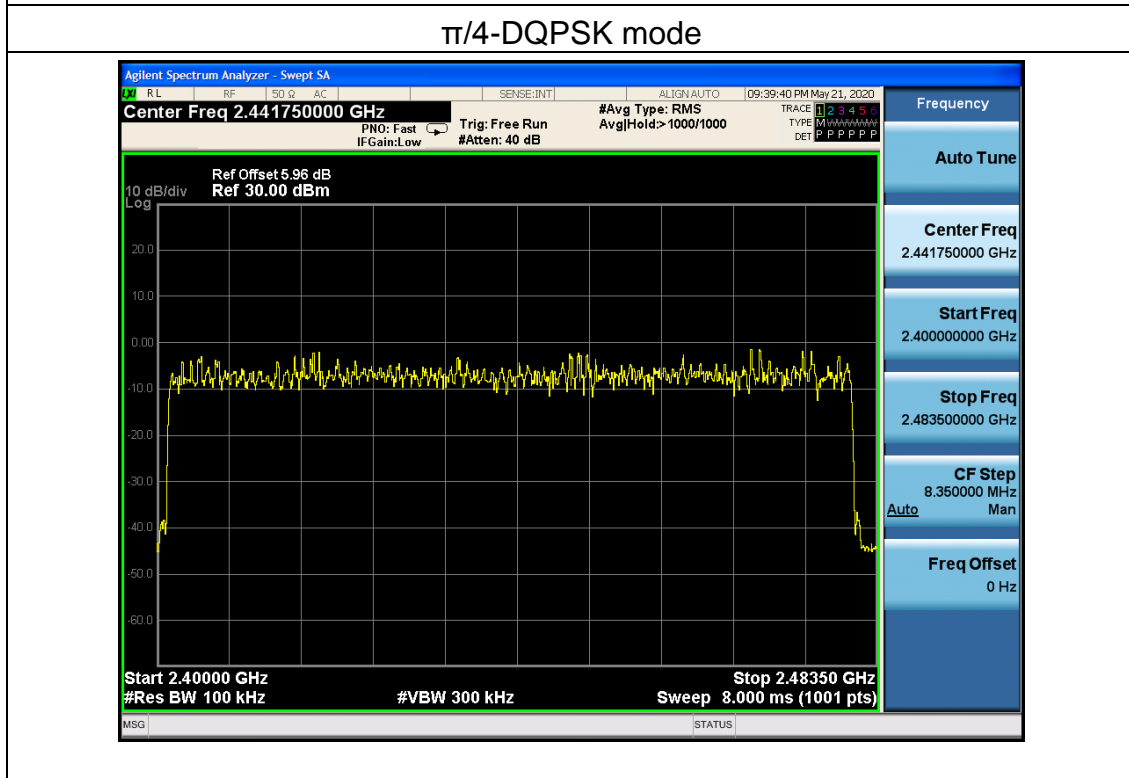 π/4-DQPSK mode
Agilent Spectrum Analyzer - Swept SA
LXI RL RF 50 Ω AC SENSE:INT ALIGN AUTO 09:39:40 PM May 21, 2020
Center Freq 2.441750000 GHz
PNO: Fast
IFGain:Low
Trig: Free Run
#Atten: 40 dB
#Avg Type: RMS
Avg|Hold:>1000/1000
TRACE 1 2 3 4 5 6
TYPE M
DET P P P P P P
Frequency
Ref Offset 5.96 dB
10 dB/div Ref 30.00 dBm
Log
20.0
10.0
0.00
-10.0
-20.0
-30.0
-40.0
-50.0
-60.0
Start 2.40000 GHz Stop 2.48350 GHz
#Res BW 100 kHz #VBW 300 kHz Sweep 8.000 ms (1001 pts)
MSG STATUS
Auto Tune
Center Freq
2.441750000 GHz
Start Freq
2.400000000 GHz
Stop Freq
2.483500000 GHz
CF Step
8.350000 MHz
Auto Man
Freq Offset
0 Hz